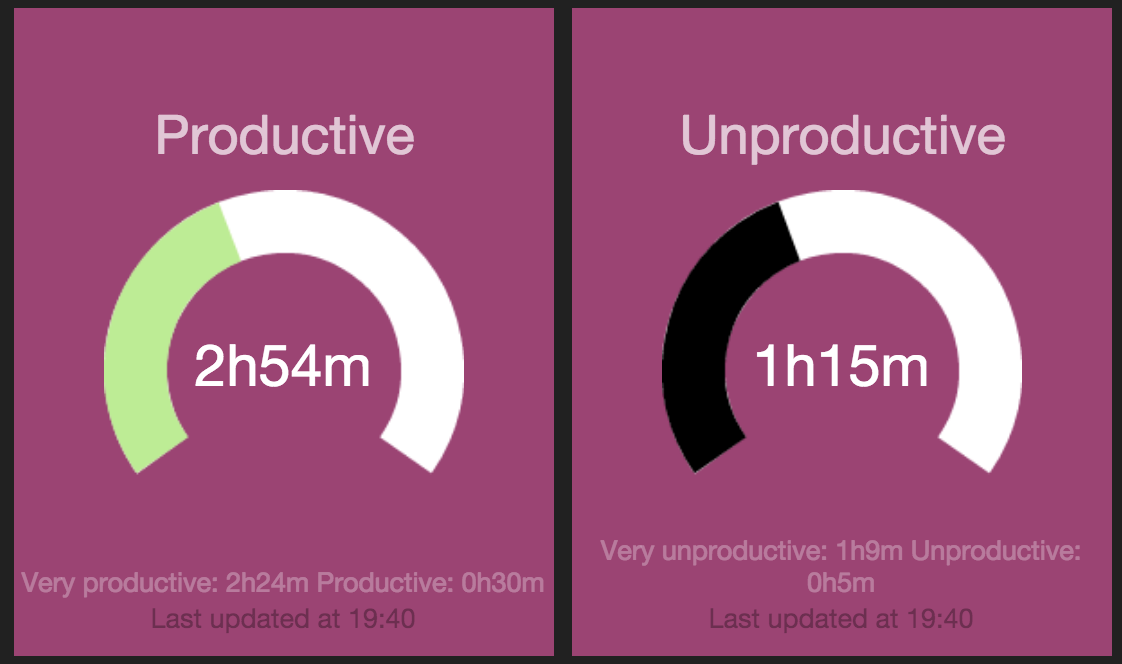 Productive
2h54m
Very productive: 2h24m Productive: 0h30m
Last updated at 19:40
Unproductive
1h15m
Very unproductive: 1h9m Unproductive:
0h5m
Last updated at 19:40